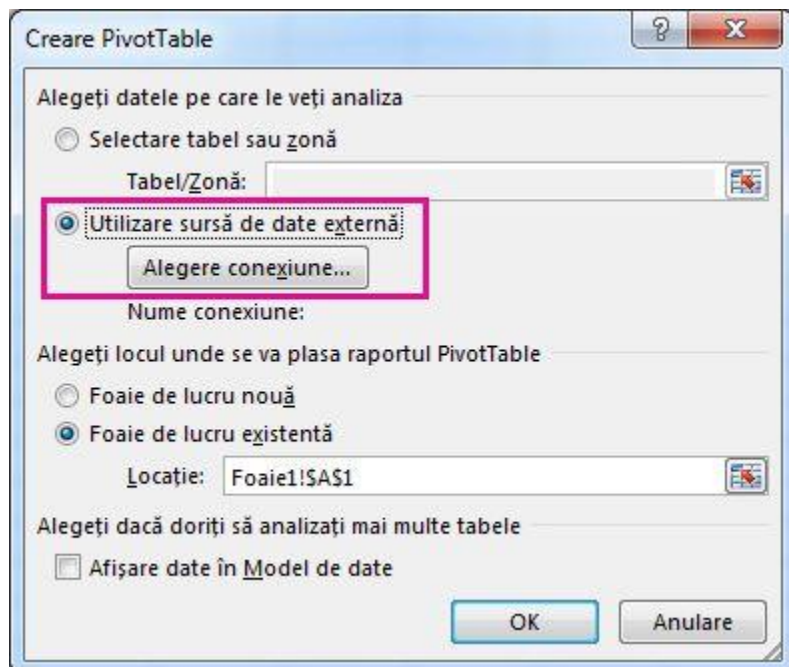 Creare PivotTable
Alegeți datele pe care le veți analiza
Selectare tabel sau zonă
Tabel/Zonă:
Utilizare sursă de date externă
Alegere conexiune...
Nume conexiune:
Alegeți locul unde se va plasa raportul PivotTable
Foaie de lucru nouă
Foaie de lucru existentă
Locație: Foaie1!$A$1
Alegeți dacă doriți să analizați mai multe tabele
Afișare date în Model de date
OK Anulare